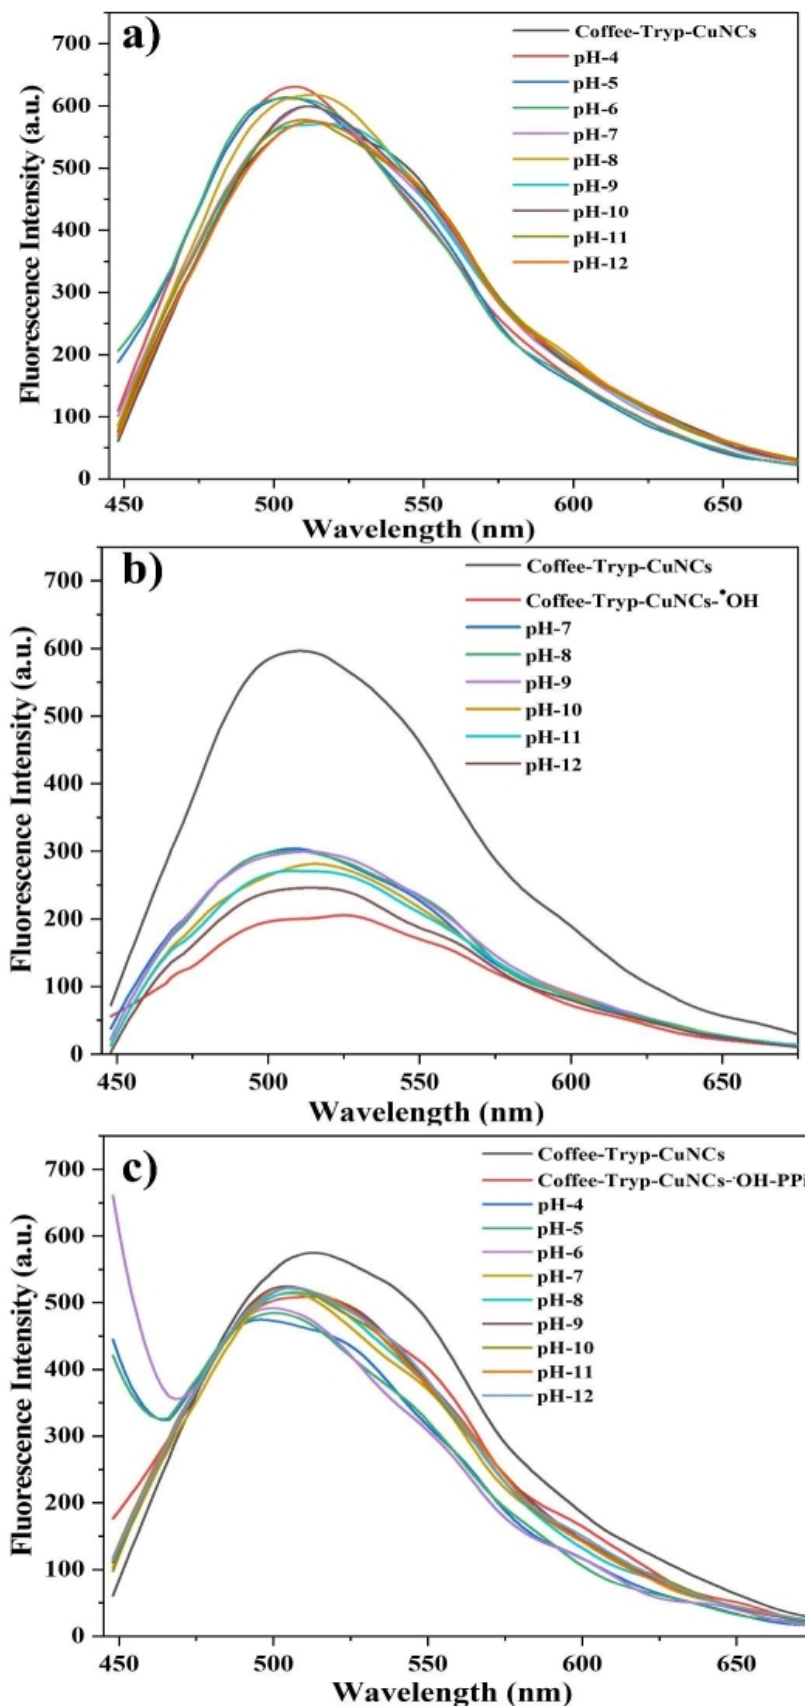 a)
Coffee-Tryp-CuNCs
pH-4
pH-5
pH-6
pH-7
pH-8
pH-9
pH-10
pH-11
pH-12
Fluorescence Intensity (a.u.)
700
600
500
400
300
200
100
0
450 500 550 600 650
Wavelength (nm)
b)
Coffee-Tryp-CuNCs
Coffee-Tryp-CuNCs-•OH
pH-7
pH-8
pH-9
pH-10
pH-11
pH-12
Fluorescence Intensity (a.u.)
700
600
500
400
300
200
100
0
450 500 550 600 650
Wavelength (nm)
c)
Coffee-Tryp-CuNCs
Coffee-Tryp-CuNCs-·OH-PPi
pH-4
pH-5
pH-6
pH-7
pH-8
pH-9
pH-10
pH-11
pH-12
Fluorescence Intensity (a.u.)
700
600
500
400
300
200
100
0
450 500 550 600 650
Wavelength (nm)